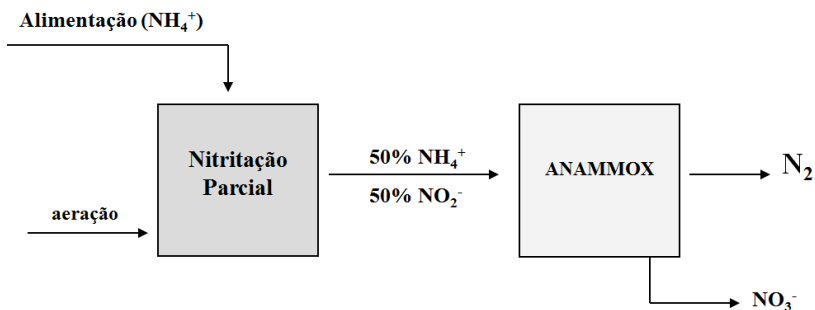 Alimentação (NH₄⁺)
Nitritação
Parcial
aeração
50% NH₄⁺
50% NO₂⁻
ANAMMOX
N₂
NO₃⁻